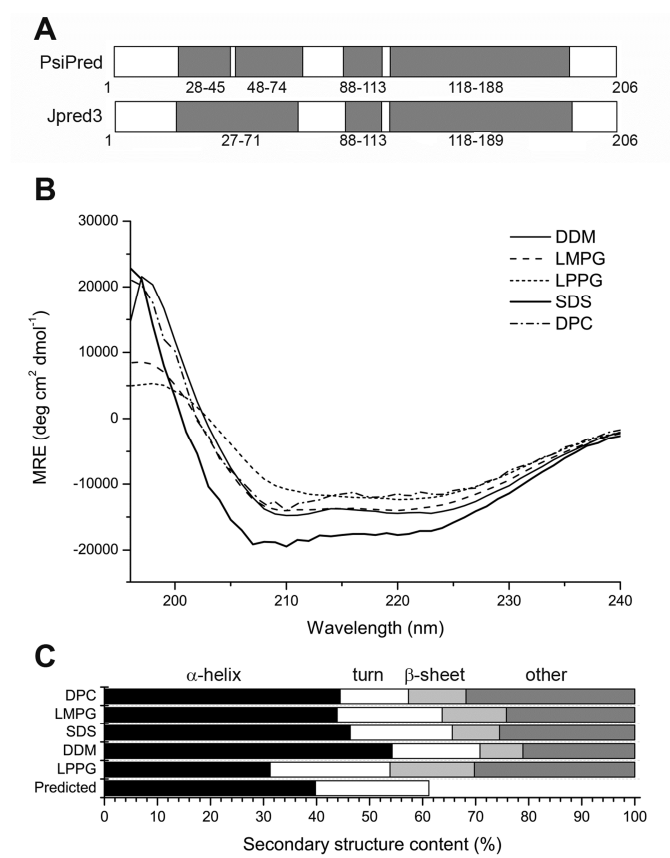 A
PsiPred
1 28-45 48-74 88-113 118-188 206
Jpred3
1 27-71 88-113 118-189 206
B
30000
20000
10000
0
-10000
-20000
MRE (deg cm² dmol⁻¹)
DDM
LMPG
LPPG
SDS
DPC
200 210 220 230 240
Wavelength (nm)
C
α-helix turn β-sheet other
DPC
LMPG
SDS
DDM
LPPG
Predicted
0 10 20 30 40 50 60 70 80 90 100
Secondary structure content (%)